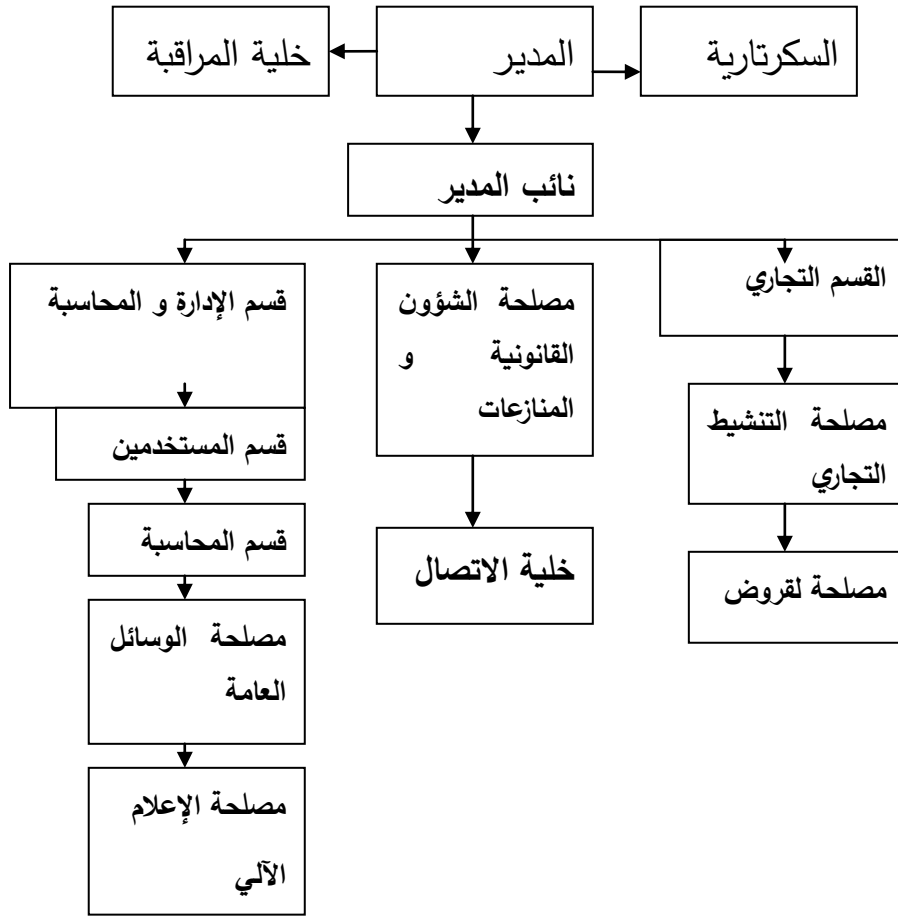 السكرتارية
المدير
خلية المراقبة
نائب المدير
القسم التجاري
مصلحة الشؤون
القانونية و
المنازعات
قسم الإدارة و المحاسبة
مصلحة التنشيط
التجاري
قسم المستخدمين
خلية الاتصال
قسم المحاسبة
مصلحة لقروض
مصلحة الوسائل
العامة
مصلحة الإعلام
الآلي